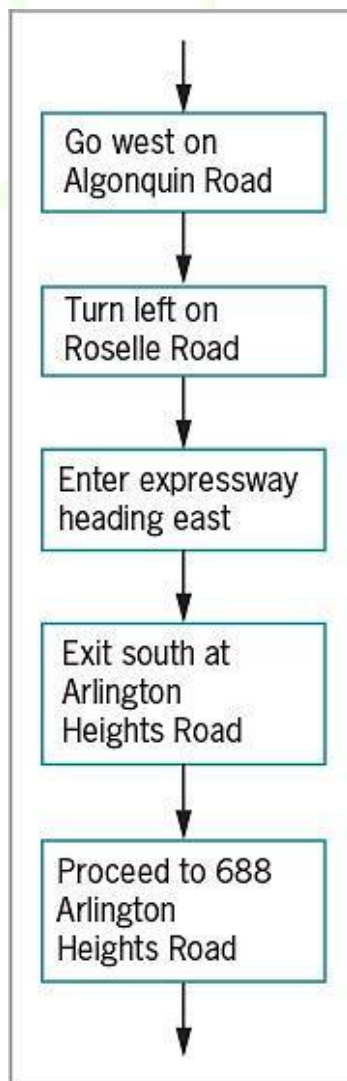 Go west on
Algonquin Road
Turn left on
Roselle Road
Enter expressway
heading east
Exit south at
Arlington
Heights Road
Proceed to 688
Arlington
Heights Road